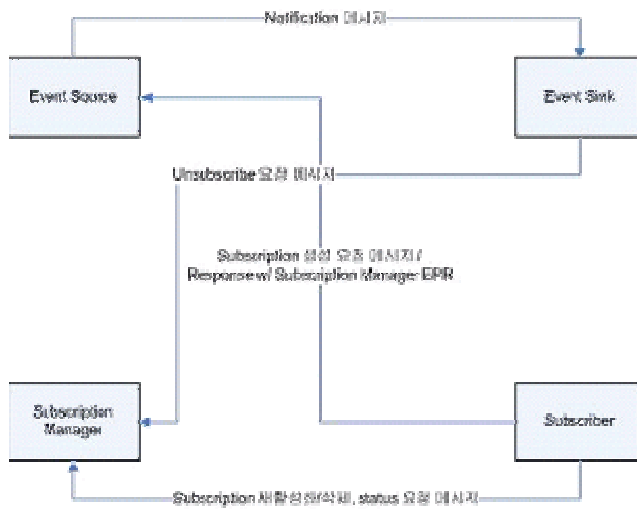 Notification 메시지
Event Source
Event Sink
Unsubscribe 요청 메시지
Subscription 생성 요청 메시지 /
Response w/ Subscription Manager EPR
Subscription
Manager
Subscriber
Subscription 재활성화/삭제, status 요청 메시지